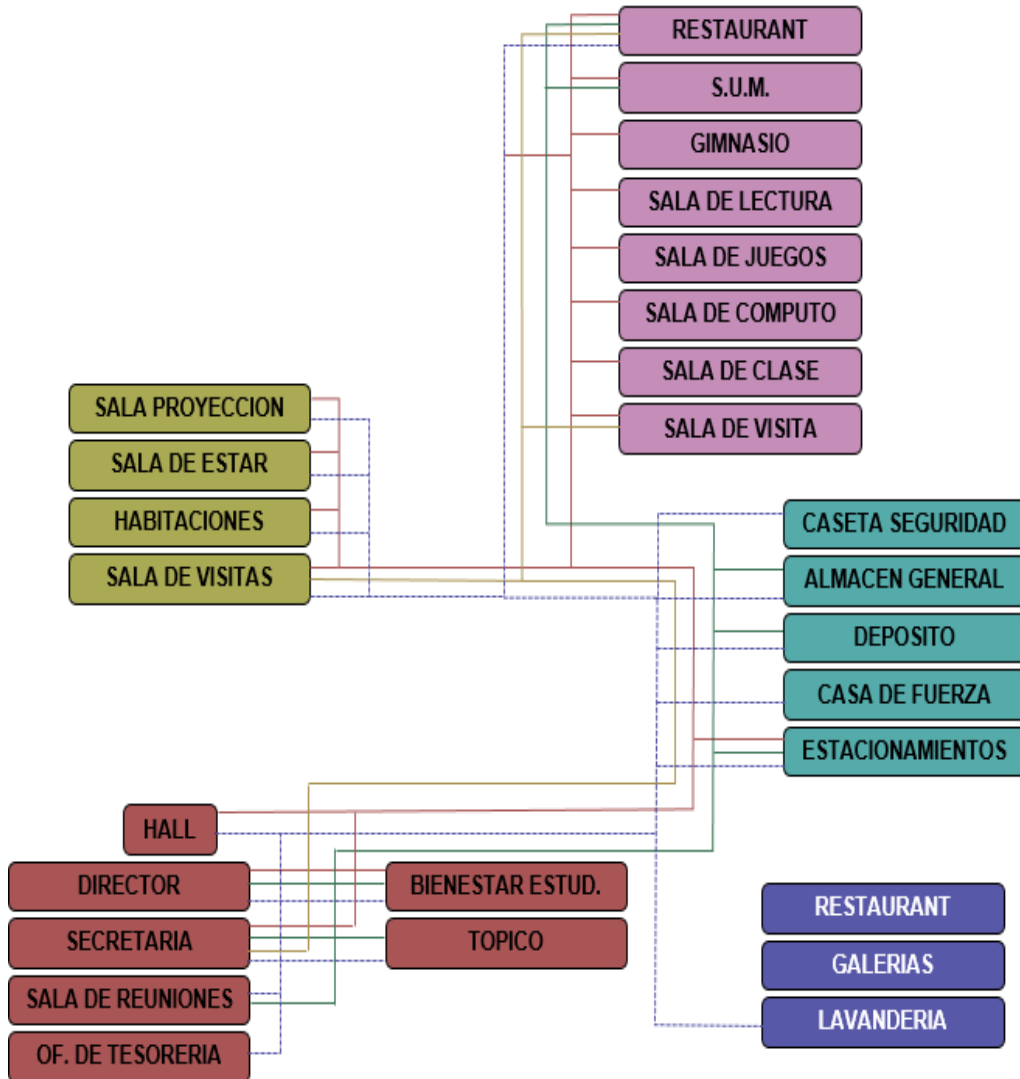 RESTAURANT
S.U.M.
GIMNASIO
SALA DE LECTURA
SALA DE JUEGOS
SALA DE COMPUTO
SALA DE CLASE
SALA DE VISITA
SALA PROYECCION
SALA DE ESTAR
HABITACIONES
SALA DE VISITAS
CASETA SEGURIDAD
ALMACEN GENERAL
DEPOSITO
CASA DE FUERZA
ESTACIONAMIENTOS
HALL
DIRECTOR
BIENESTAR ESTUD.
SECRETARIA
TOPICO
SALA DE REUNIONES
OF. DE TESORERIA
RESTAURANT
GALERIAS
LAVANDERIA